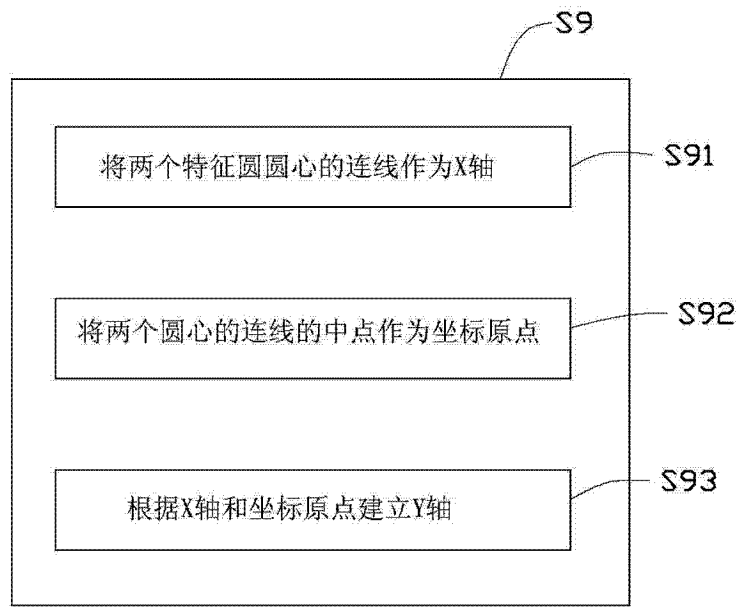 S9
将两个特征圆圆心的连线作为X轴
S91
将两个圆心的连线的中点作为坐标原点
S92
根据X轴和坐标原点建立Y轴
S93